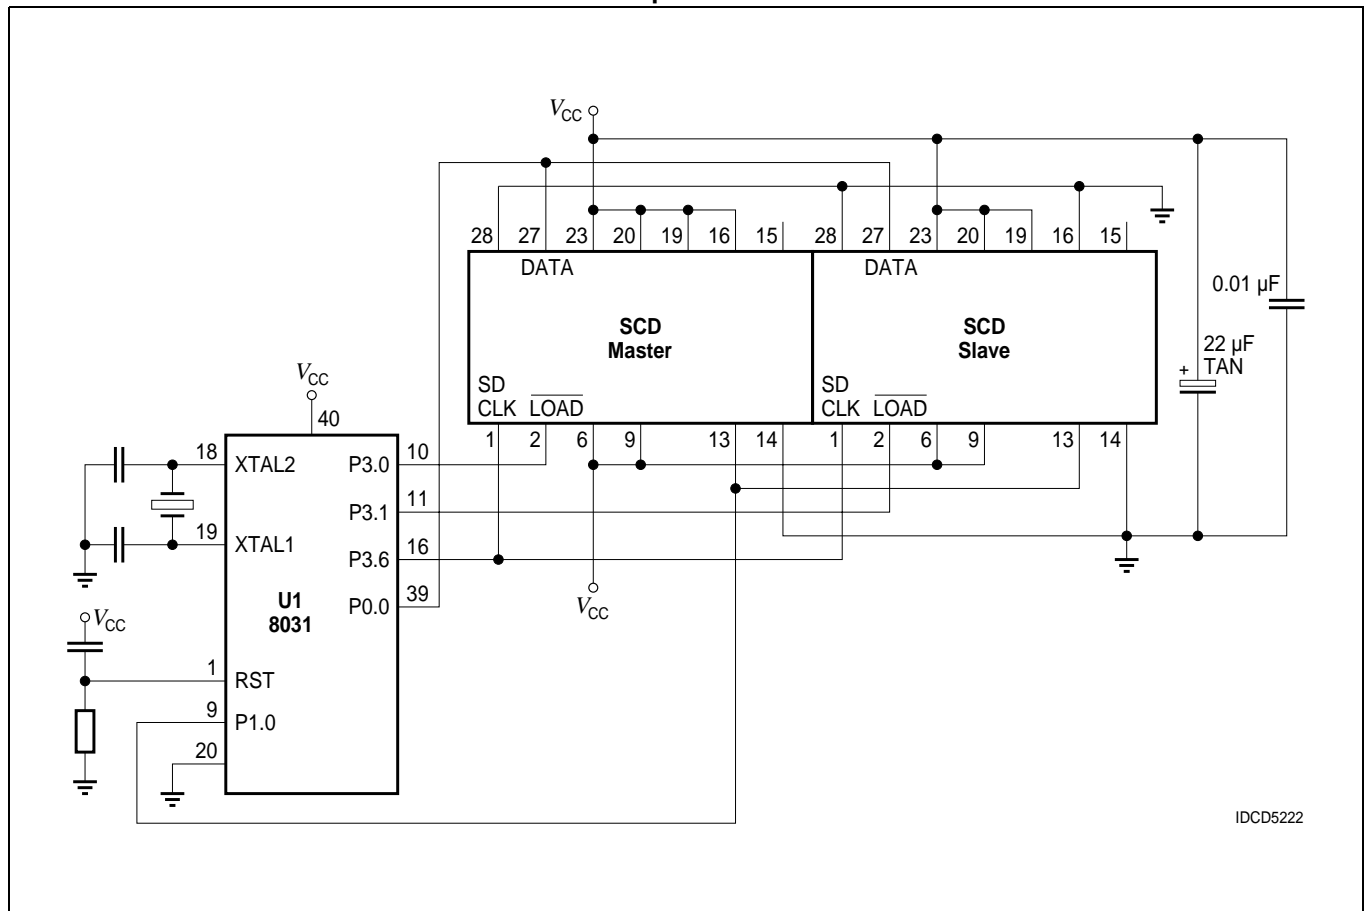 VCC
28 27 23 20 19 16 15 28 27 23 20 19 16 15
DATA DATA
0.01 µF
SCD
Master
SCD
Slave
22 µF
TAN
+
SD
CLK LOAD
SD
CLK LOAD
1 2 6 9 13 14 1 2 6 9 13 14
VCC
40
18 XTAL2 P3.0 10
P3.1 11
19 XTAL1
P3.6 16
P0.0 39
U1
8031
VCC
VCC
1 RST
9 P1.0
20
IDCD5222